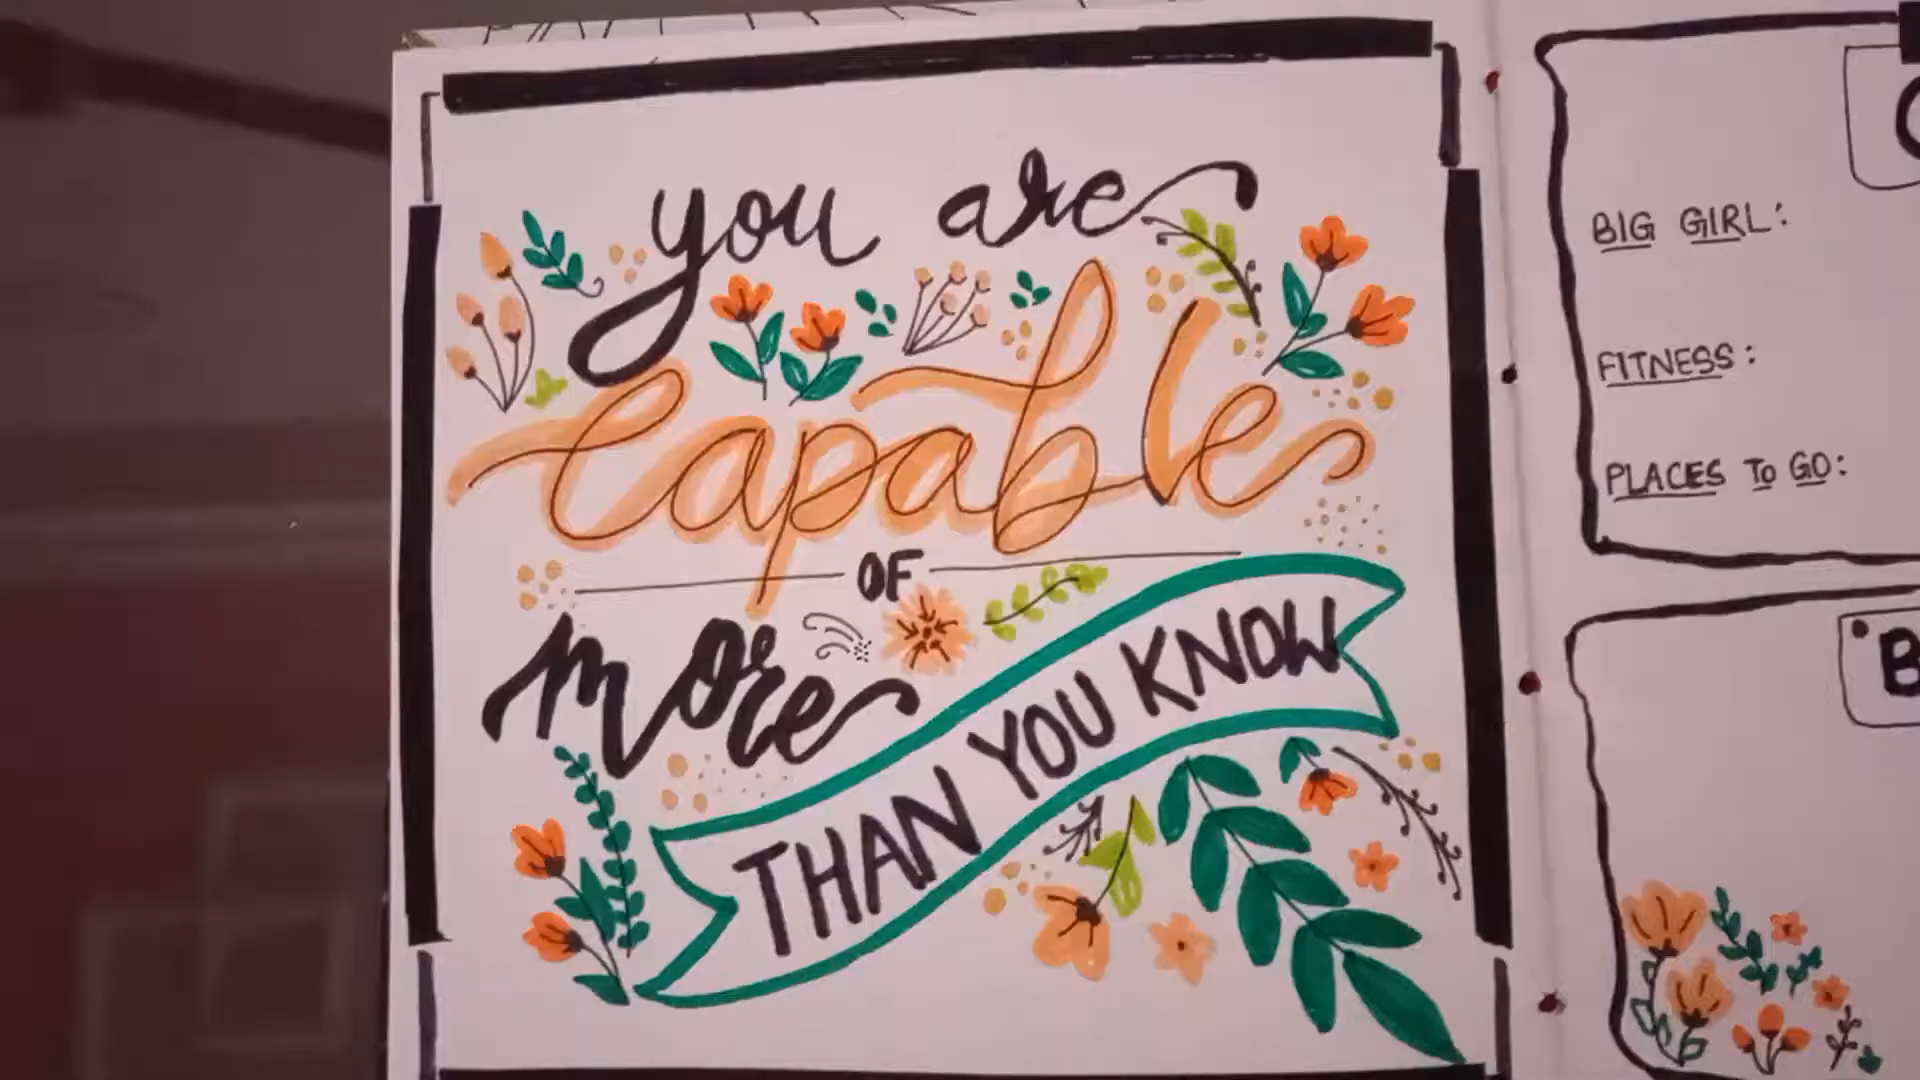 you are
capable
OF
more
THAN YOU KNOW
BIG GIRL:
FITNESS:
PLACES TO GO: